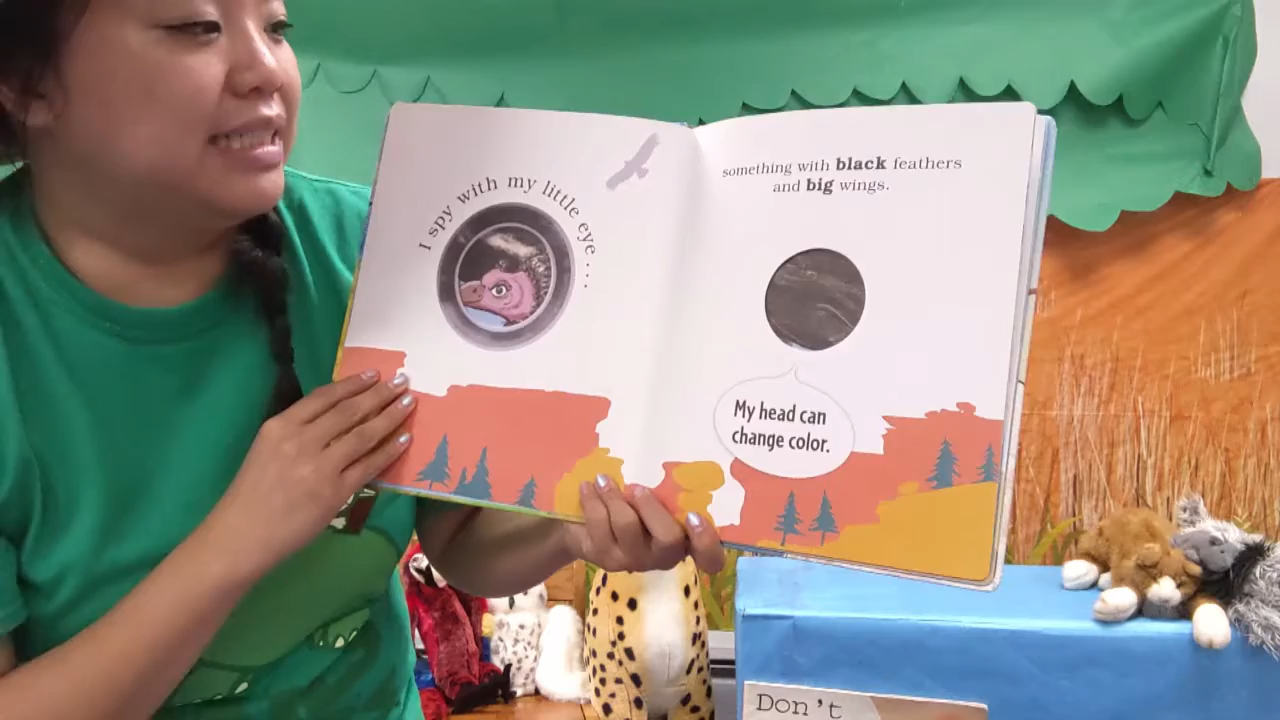 I spy with my little eye . . .
something with black feathers
and big wings.
My head can
change color.
Don't